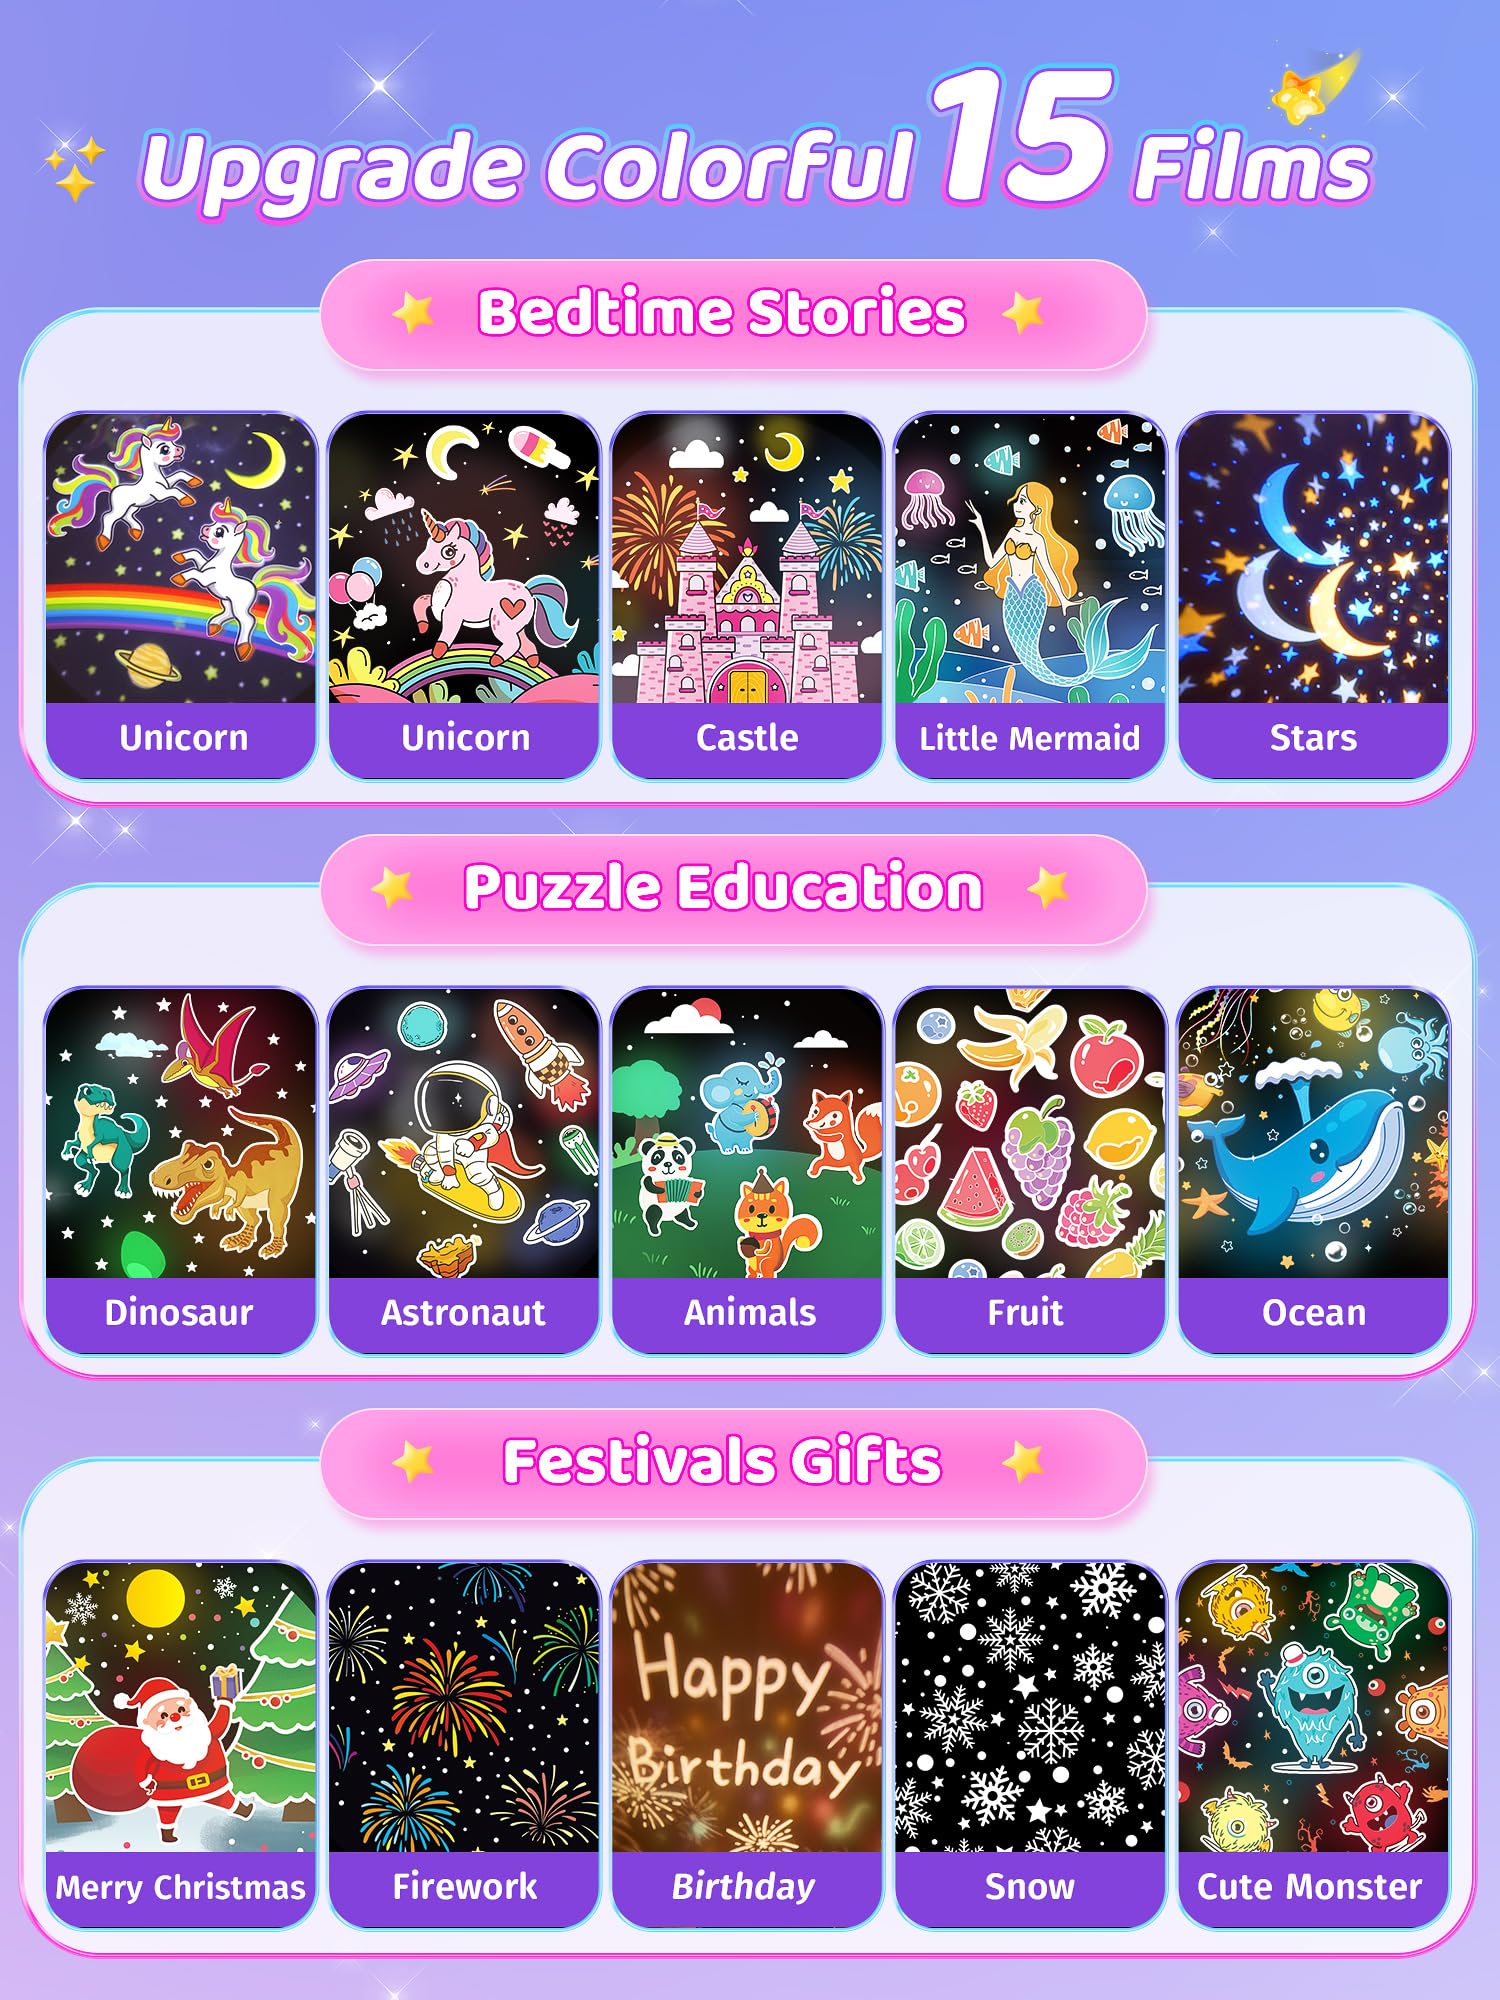 Upgrade Colorful 15 Films
Bedtime Stories
Unicorn
Unicorn
Castle
Little Mermaid
Stars
Puzzle Education
Dinosaur
Astronaut
Animals
Fruit
Ocean
Festivals Gifts
Happy
Birthday
Merry Christmas
Firework
Birthday
Snow
Cute Monster